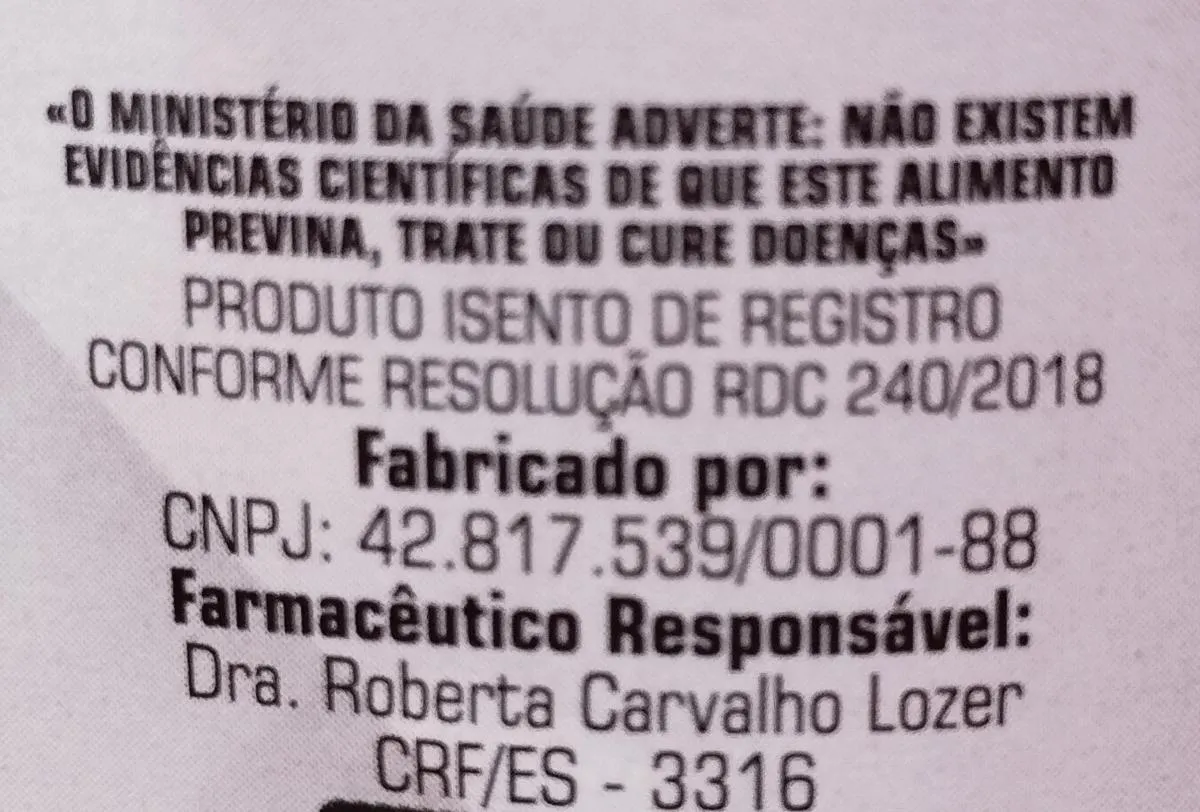 «O MINISTÉRIO DA SAÚDE ADVERTE: NÃO EXISTEM
EVIDÊNCIAS CIENTÍFICAS DE QUE ESTE ALIMENTO
PREVINA, TRATE OU CURE DOENÇAS»
PRODUTO ISENTO DE REGISTRO
CONFORME RESOLUÇÃO RDC 240/2018
Fabricado por:
CNPJ: 42.817.539/0001-88
Farmacêutico Responsável:
Dra. Roberta Carvalho Lozer
CRF/ES - 3316